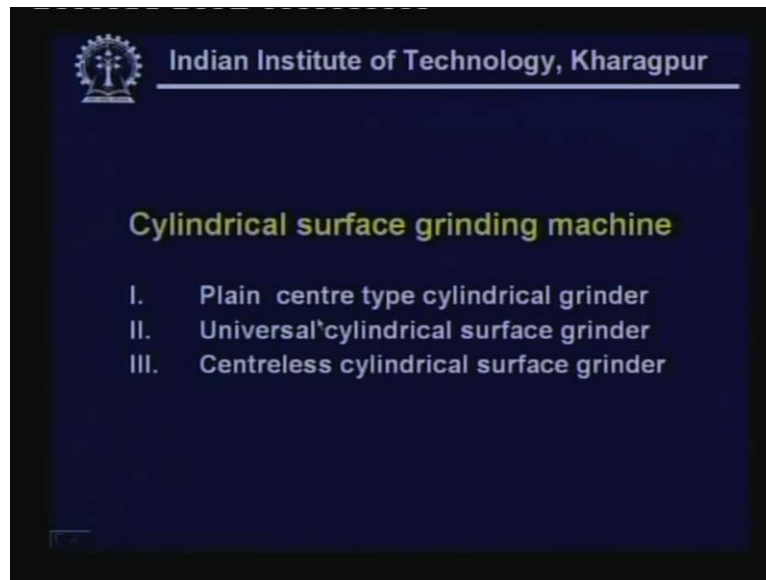 Indian Institute of Technology, Kharagpur
Cylindrical surface grinding machine
I. Plain centre type cylindrical grinder
II. Universal cylindrical surface grinder
III. Centreless cylindrical surface grinder